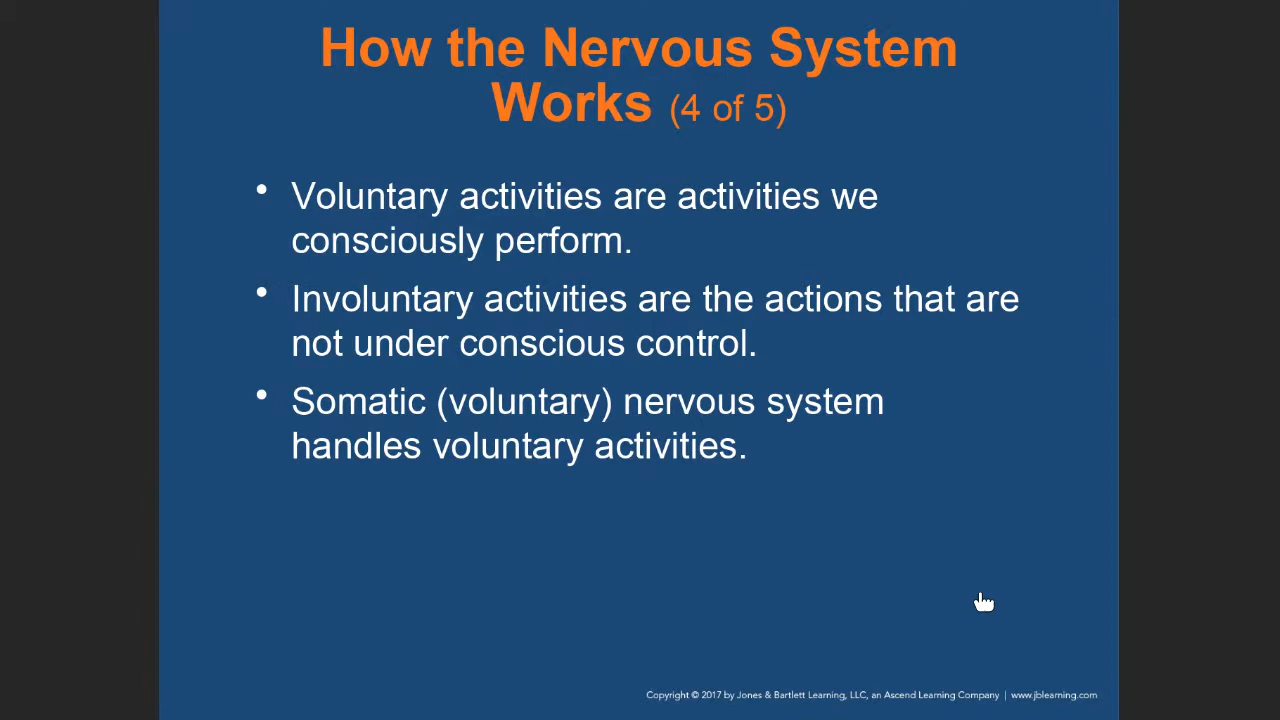 How the Nervous System
Works (4 of 5)
• Voluntary activities are activities we
consciously perform.
• Involuntary activities are the actions that are
not under conscious control.
• Somatic (voluntary) nervous system
handles voluntary activities.
Copyright © 2017 by Jones & Bartlett Learning, LLC, an Ascend Learning Company | www.jblearning.com